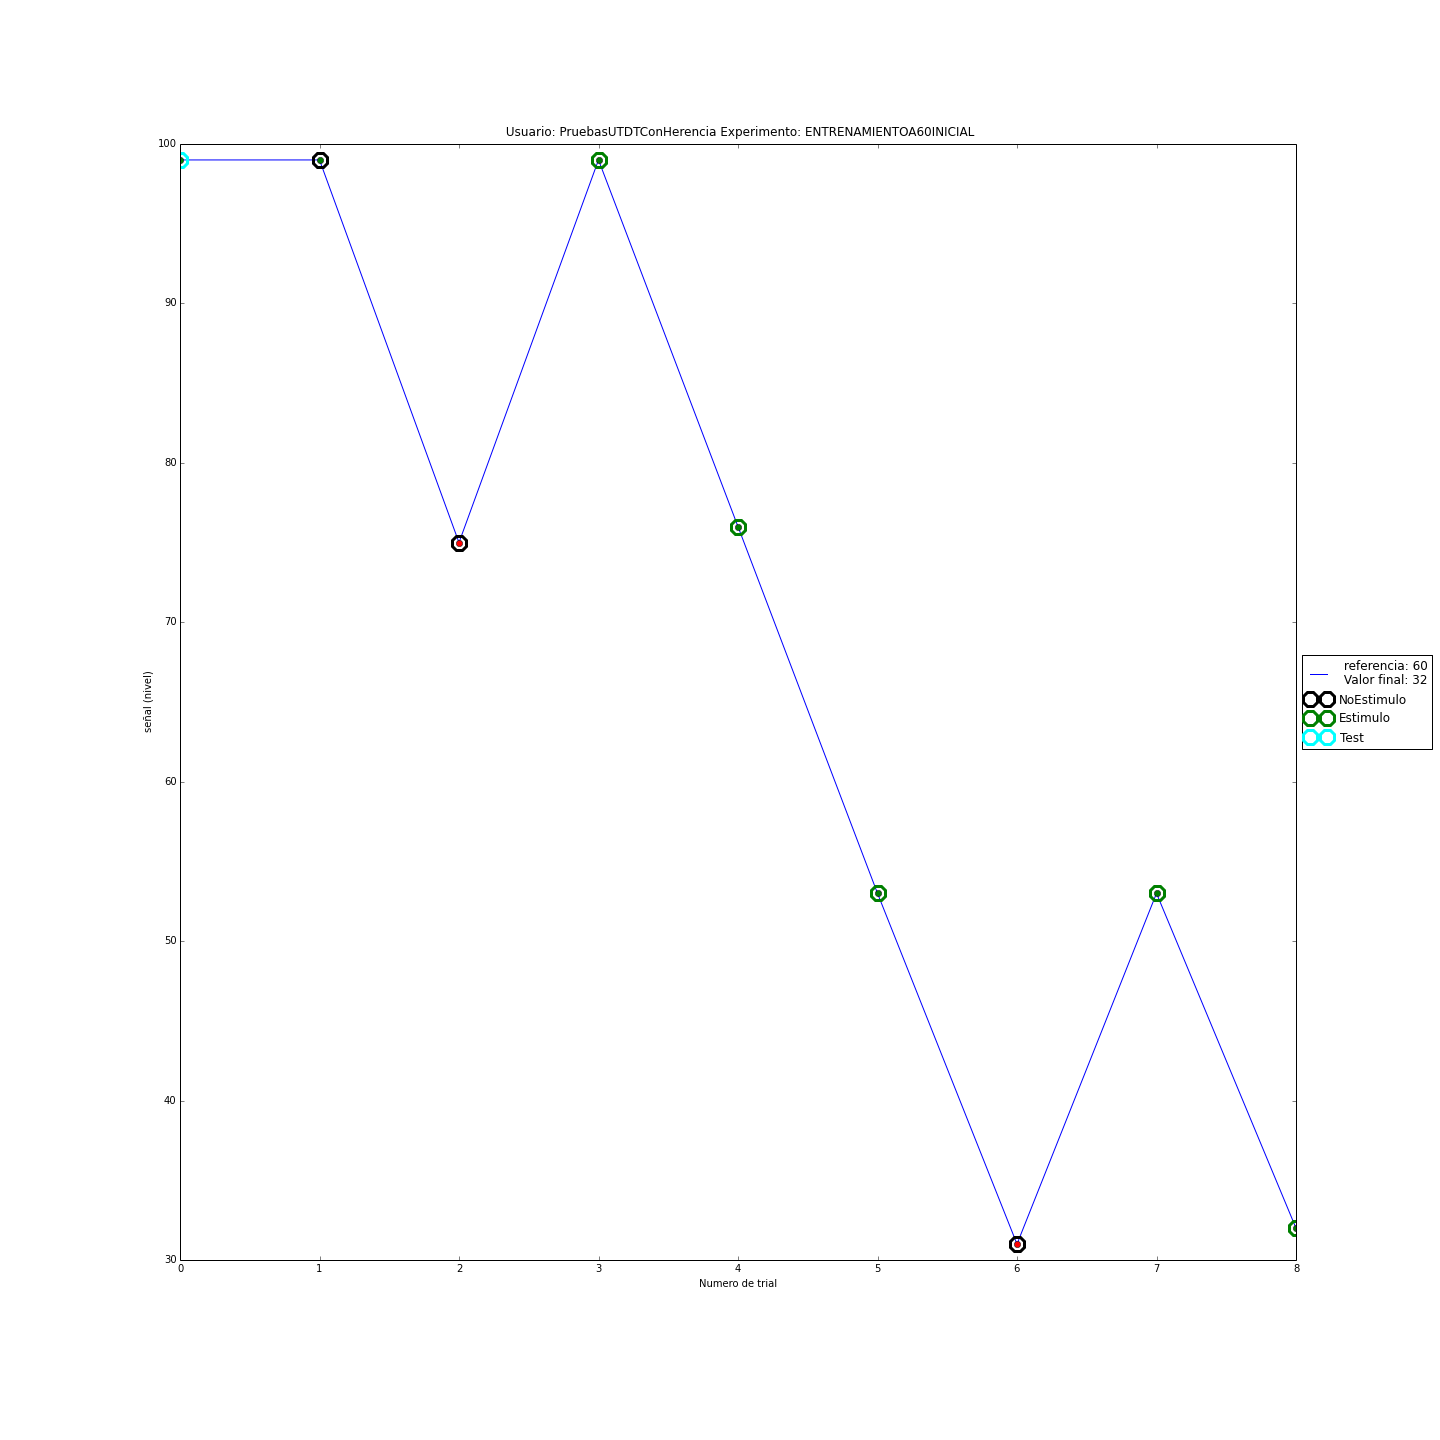 Usuario: PruebasUTDTConHerencia Experimento: ENTRENAMIENTOA60INICIAL
100
90
80
70
60
50
40
30
señal (nivel)
0 1 2 3 4 5 6 7 8
Numero de trial
referencia: 60
Valor final: 32
NoEstimulo
Estimulo
Test